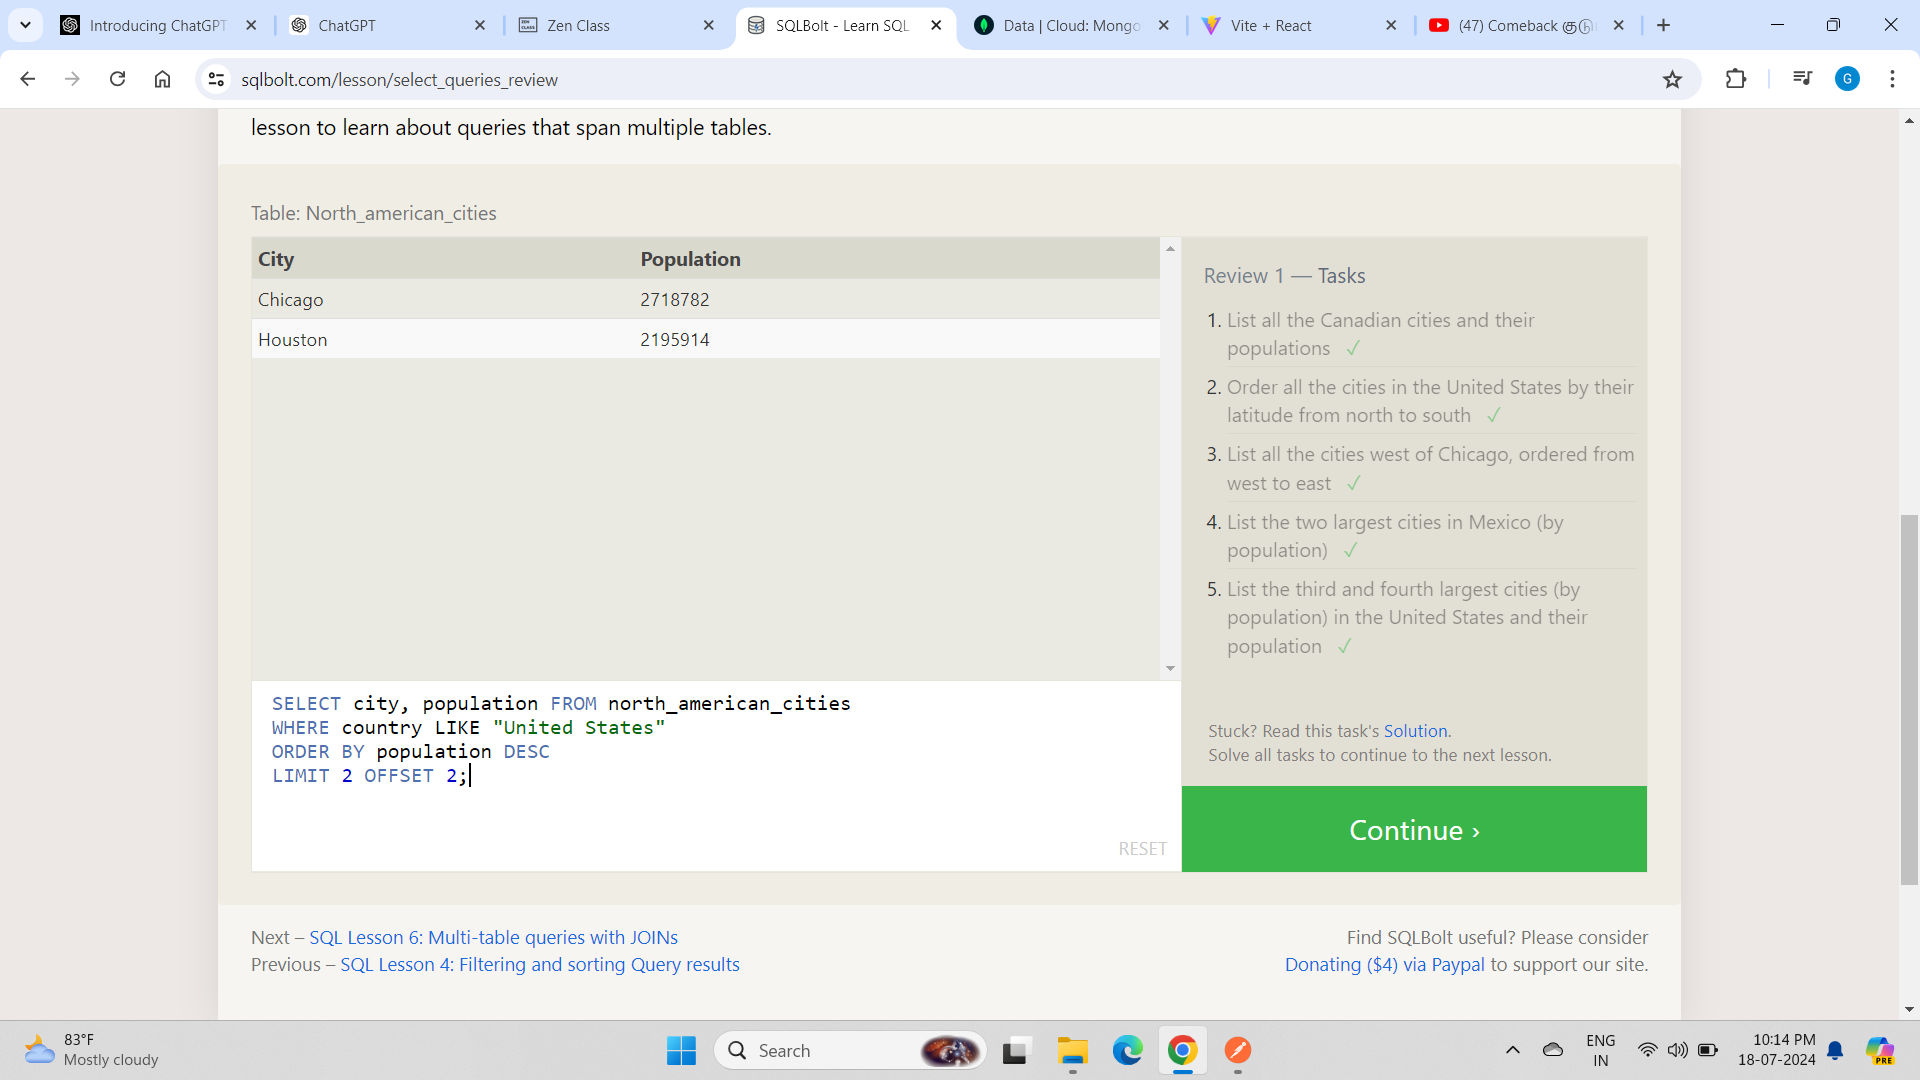 Introducing ChatGPT
ChatGPT
Zen Class
SQLBolt - Learn SQL
Data | Cloud: Mongo
Vite + React
(47) Comeback
sqlbolt.com/lesson/select_queries_review
G
lesson to learn about queries that span multiple tables.
Table: North_american_cities
City Population
Chicago 2718782
Houston 2195914
Review 1 — Tasks
1. List all the Canadian cities and their
populations ✓
2. Order all the cities in the United States by their
latitude from north to south ✓
3. List all the cities west of Chicago, ordered from
west to east ✓
4. List the two largest cities in Mexico (by
population) ✓
5. List the third and fourth largest cities (by
population) in the United States and their
population ✓
SELECT city, population FROM north_american_cities
WHERE country LIKE "United States"
ORDER BY population DESC
LIMIT 2 OFFSET 2;
RESET
Stuck? Read this task's Solution.
Solve all tasks to continue to the next lesson.
Continue ›
Next – SQL Lesson 6: Multi-table queries with JOINs
Previous – SQL Lesson 4: Filtering and sorting Query results
Find SQLBolt useful? Please consider
Donating ($4) via Paypal to support our site.
83°F
Mostly cloudy
Search
ENG
IN
10:14 PM
18-07-2024
PRE